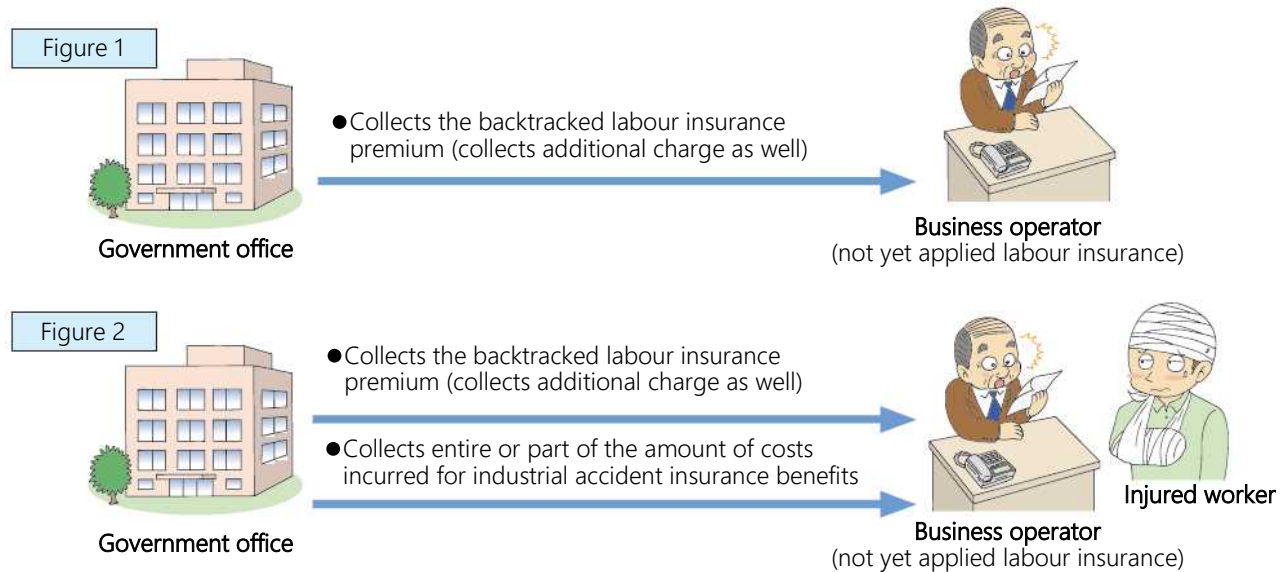 Figure 1
●Collects the backtracked labour insurance
premium (collects additional charge as well)
Government office
Business operator
(not yet applied labour insurance)
Figure 2
●Collects the backtracked labour insurance
premium (collects additional charge as well)
●Collects entire or part of the amount of costs
incurred for industrial accident insurance benefits
Injured worker
Government office
Business operator
(not yet applied labour insurance)